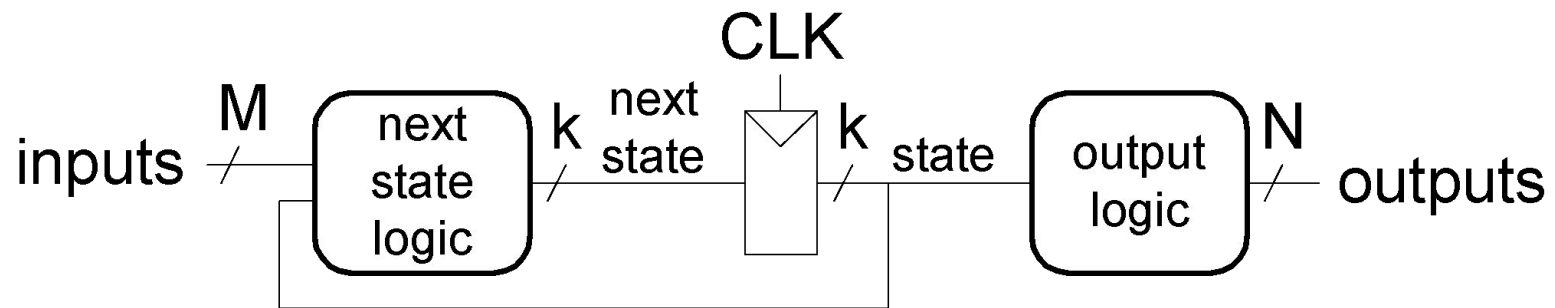 CLK
inputs
M
next
state
logic
k
next
state
k
state
output
logic
N
outputs